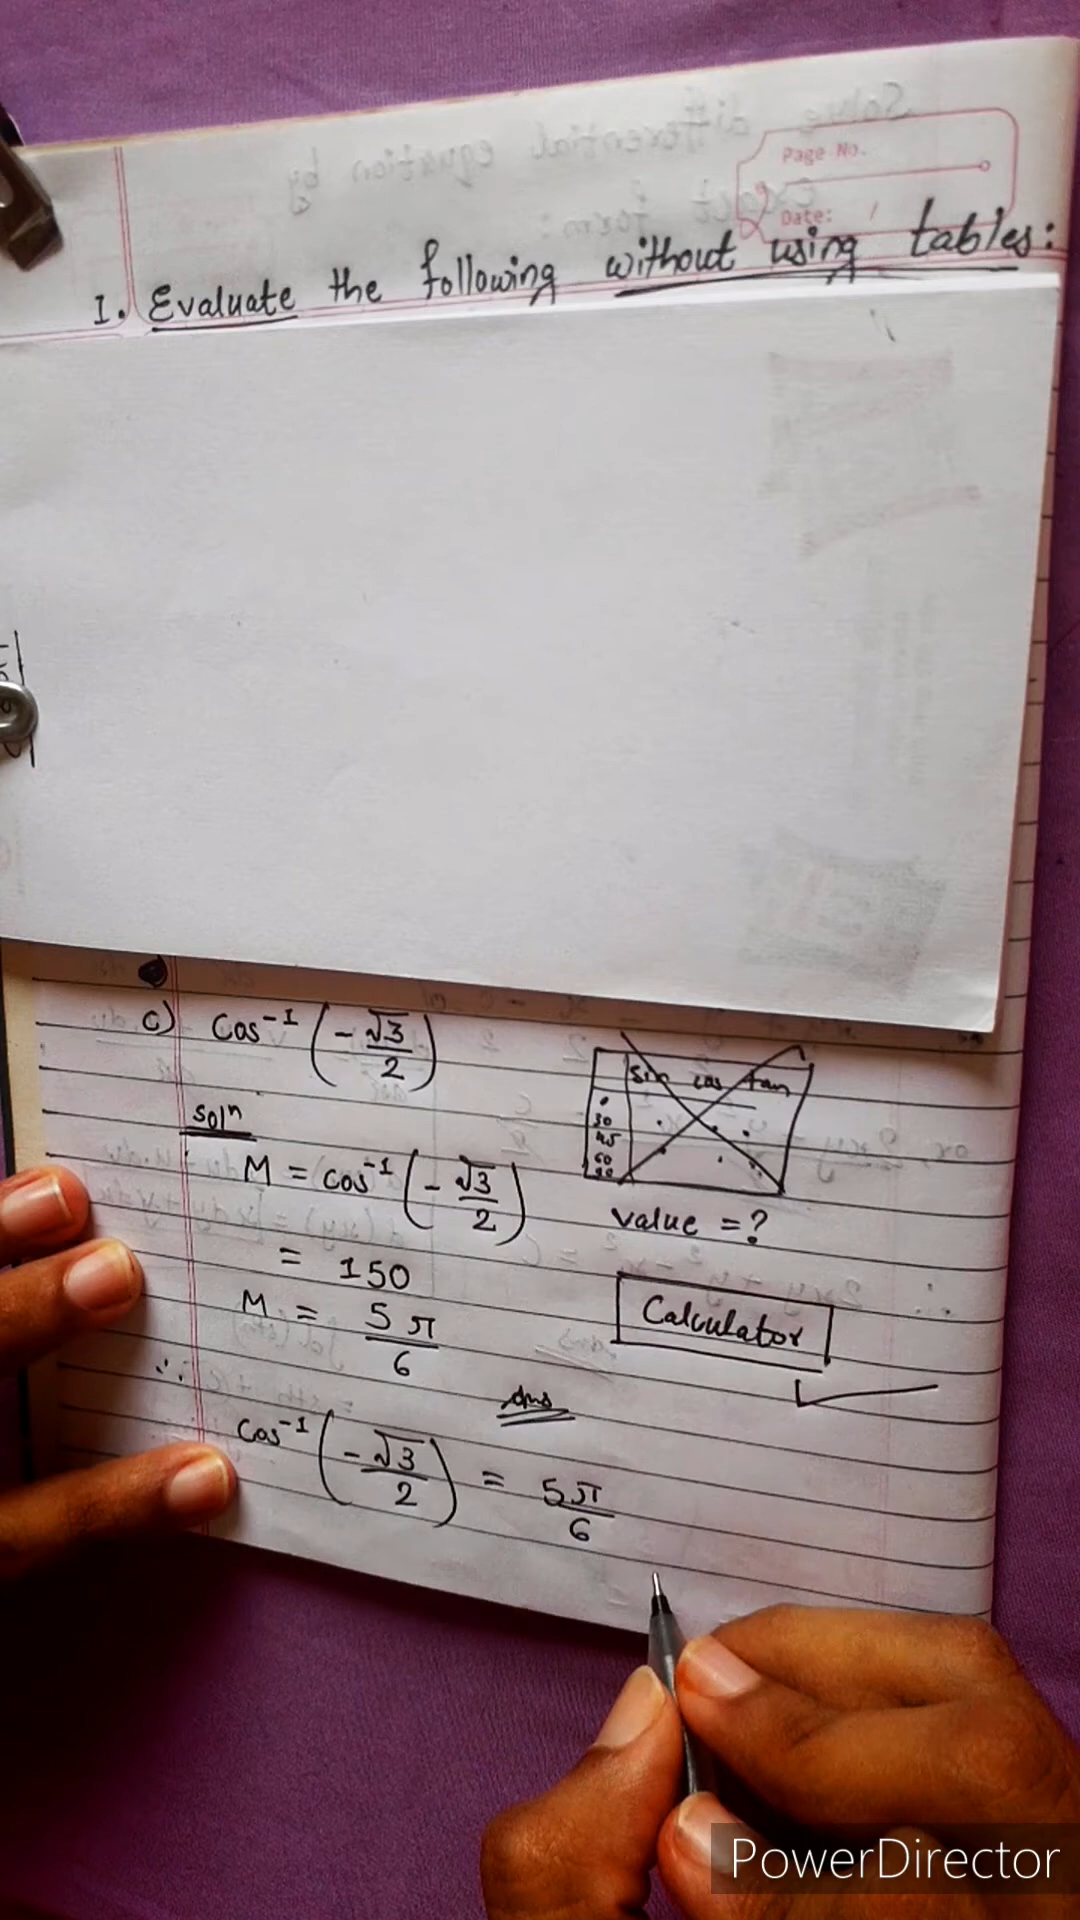 Page No.
Date: /
I. Evaluate the following without using tables:
c) Cos⁻¹ (-√3/2)
Solⁿ
M = cos⁻¹ (-√3/2)
= 150
M = 5π/6
ans
∴ Cos⁻¹ (-√3/2) = 5π/6
sin cos tan
0
30
45
60
90
Value = ?
Calculator
PowerDirector